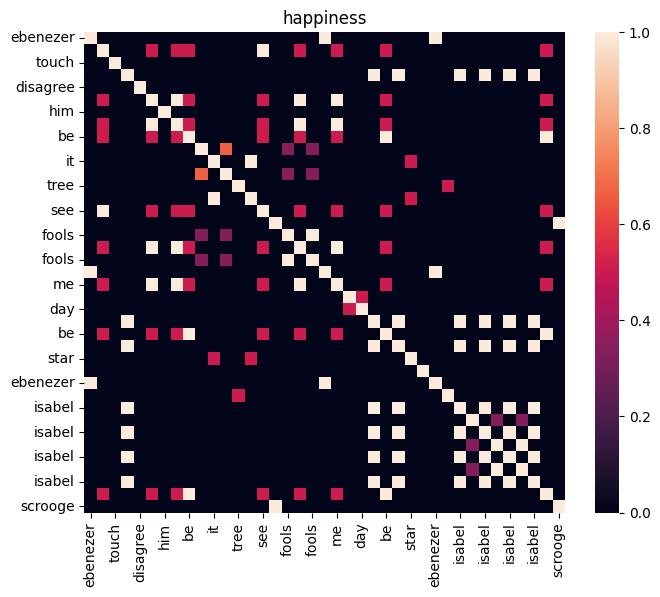 happiness
ebenezer
touch
disagree
him
be
it
tree
see
fools
fools
me
day
be
star
ebenezer
isabel
isabel
isabel
isabel
scrooge
ebenezer
touch
disagree
him
be
it
tree
see
fools
fools
me
day
be
star
ebenezer
isabel
isabel
isabel
isabel
scrooge
1.0
0.8
0.6
0.4
0.2
0.0